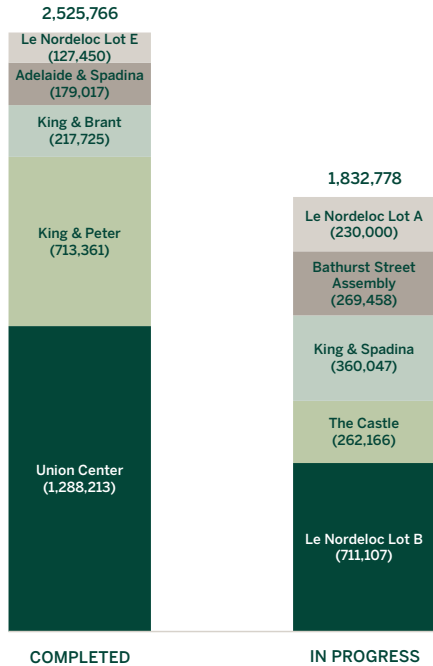 2,525,766
Le Nordeloc Lot E
(127,450)
Adelaide & Spadina
(179,017)
King & Brant
(217,725)
King & Peter
(713,361)
Union Center
(1,288,213)
COMPLETED
1,832,778
Le Nordeloc Lot A
(230,000)
Bathurst Street
Assembly
(269,458)
King & Spadina
(360,047)
The Castle
(262,166)
Le Nordeloc Lot B
(711,107)
IN PROGRESS